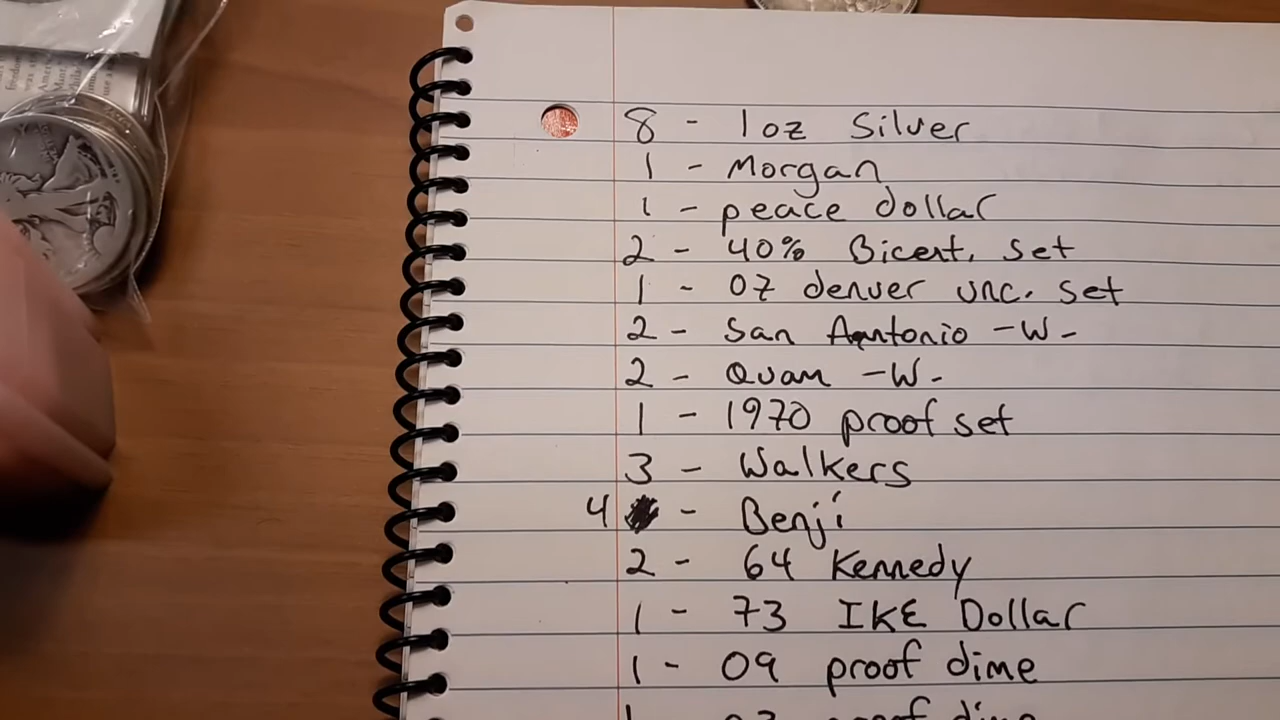 8 - 1oz Silver
1 - Morgan
1 - peace dollar
2 - 40% Bicent. set
1 - 07 denver unc. set
2 - San Antonio -W-
2 - Guam -W-
1 - 1970 proof set
3 - Walkers
4 - Benji
2 - 64 Kennedy
1 - 73 IKE Dollar
1 - 09 proof dime